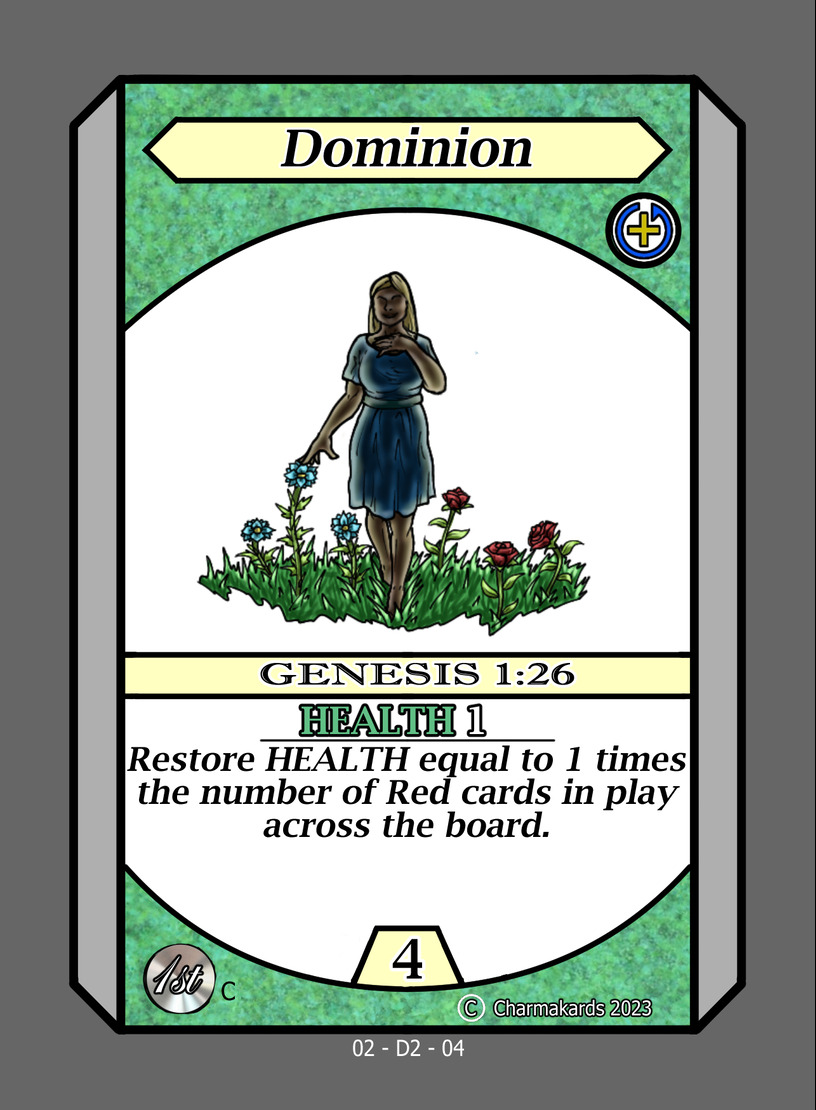 Dominion
GENESIS 1:26
HEALTH 1
Restore HEALTH equal to 1 times
the number of Red cards in play
across the board.
4
1st C
© Charmakards 2023
02 - D2 - 04